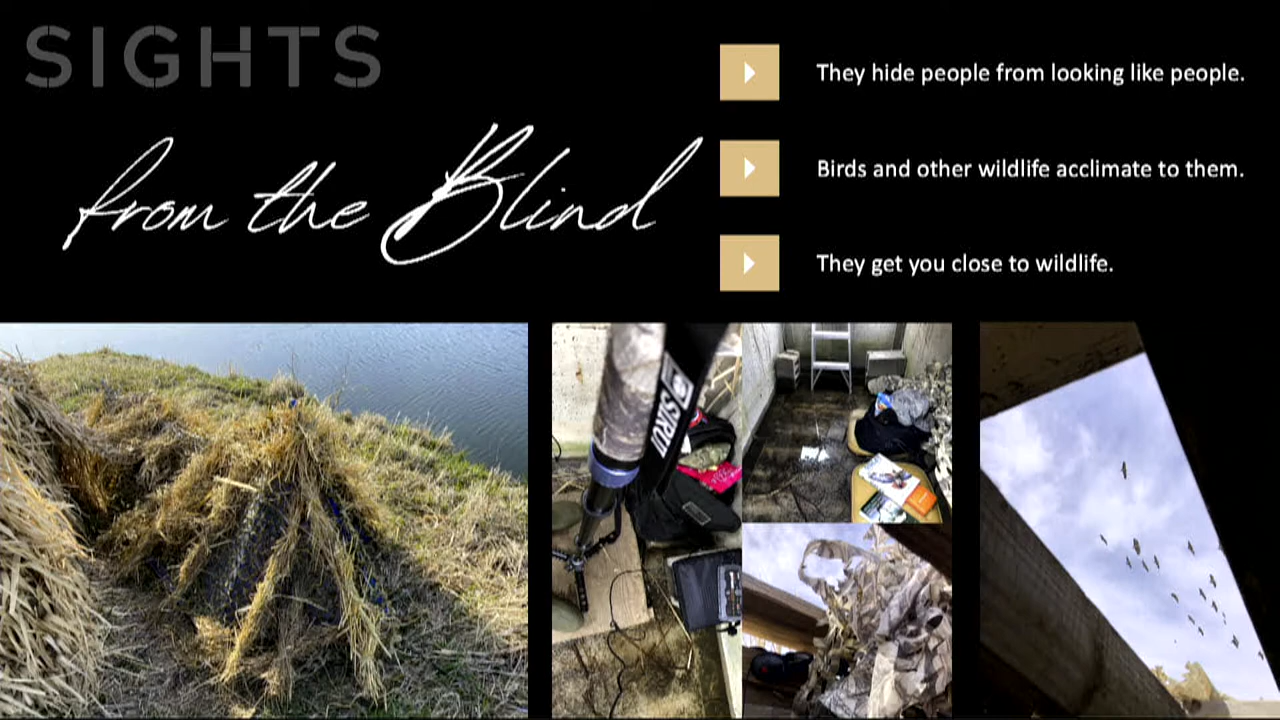 SIGHTS
from the Blind
They hide people from looking like people.
Birds and other wildlife acclimate to them.
They get you close to wildlife.
SIRUI